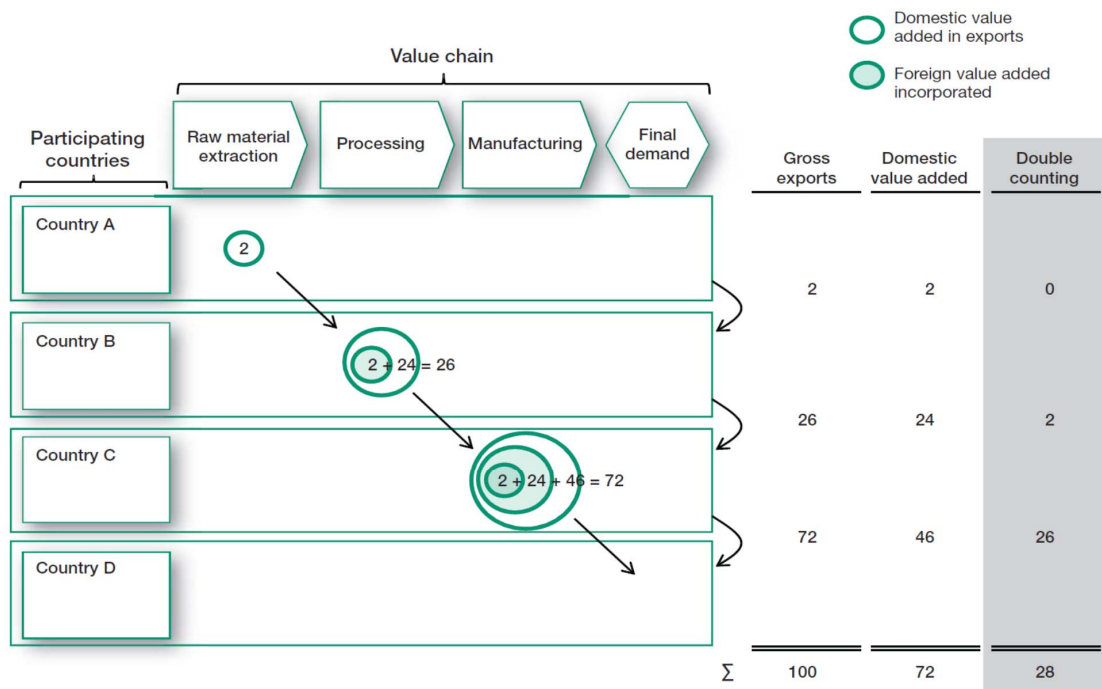 Domestic value
added in exports
Foreign value added
incorporated
Value chain
Participating
countries
Raw material
extraction
Processing
Manufacturing
Final
demand
Gross
exports
Domestic
value added
Double
counting
Country A
2
2 2 0
Country B
2 + 24 = 26
26 24 2
Country C
2 + 24 + 46 = 72
72 46 26
Country D
Σ 100 72 28